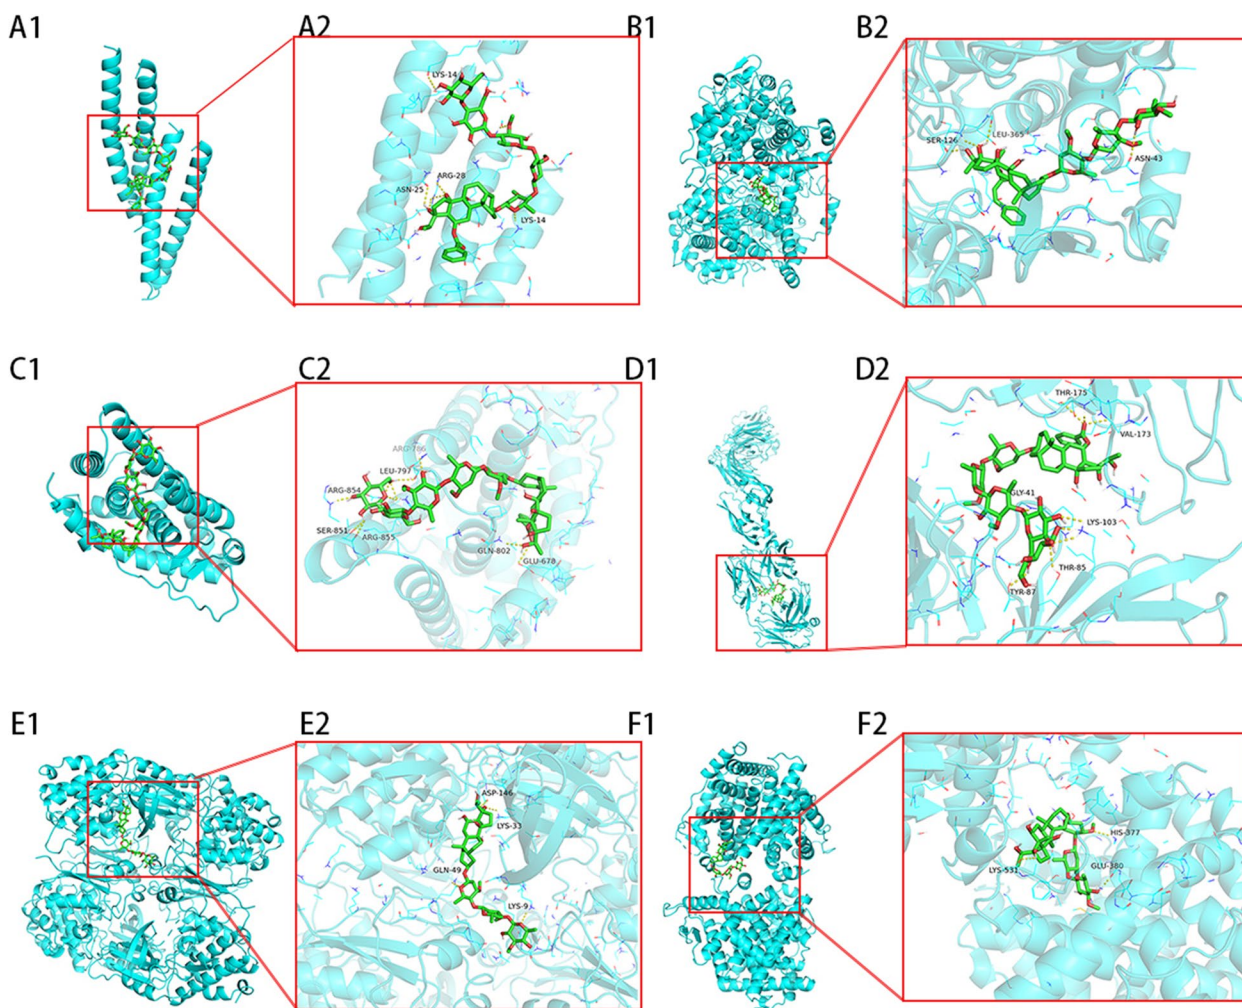 A1
A2
B1
B2
LYS-14
ARG-28
ASN-25
LYS-14
LEU-365
SER-126
ASN-43
C1
C2
D1
D2
ARG-786
LEU-797
ARG-854
SER-851
ARG-855
GLN-802
GLU-678
THR-175
VAL-173
GLY-41
LYS-103
THR-85
TYR-87
E1
E2
F1
F2
ASP-146
LYS-33
GLN-49
LYS-9
HIS-377
GLU-380
LYS-531